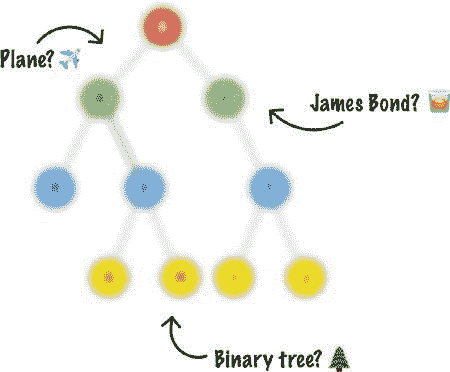 Plane? ✈️
James Bond? 🥃
Binary tree? 🌲